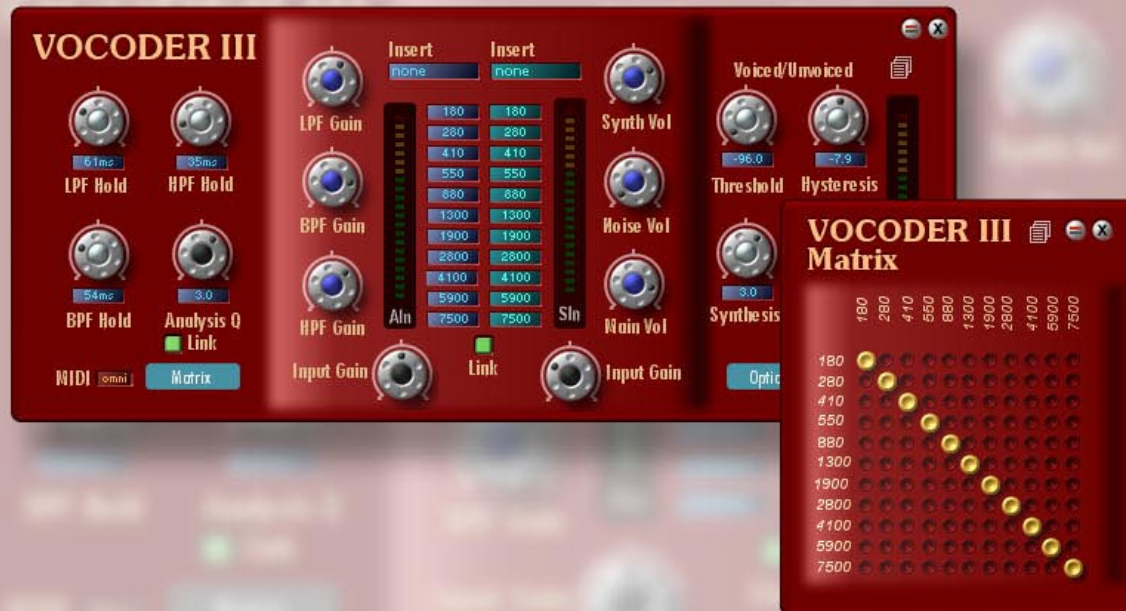 VOCODER III
61ms
LPF Hold
35ms
HPF Hold
54ms
BPF Hold
3.0
Analysis Q
Link
MIDI omni Matrix
LPF Gain
BPF Gain
HPF Gain
Input Gain
Insert
none
Insert
none
180 180
280 280
410 410
550 550
880 880
1300 1300
1900 1900
2800 2800
4100 4100
5900 5900
7500 7500
AIn
SIn
Link
Synth Vol
Noise Vol
Main Vol
Input Gain
Voiced/Unvoiced
-96.0
Threshold
-7.9
Hysteresis
3.0
Synthesis
Optio
VOCODER III
Matrix
180 280 410 550 880 1300 1900 2800 4100 5900 7500
180
280
410
550
880
1300
1900
2800
4100
5900
7500